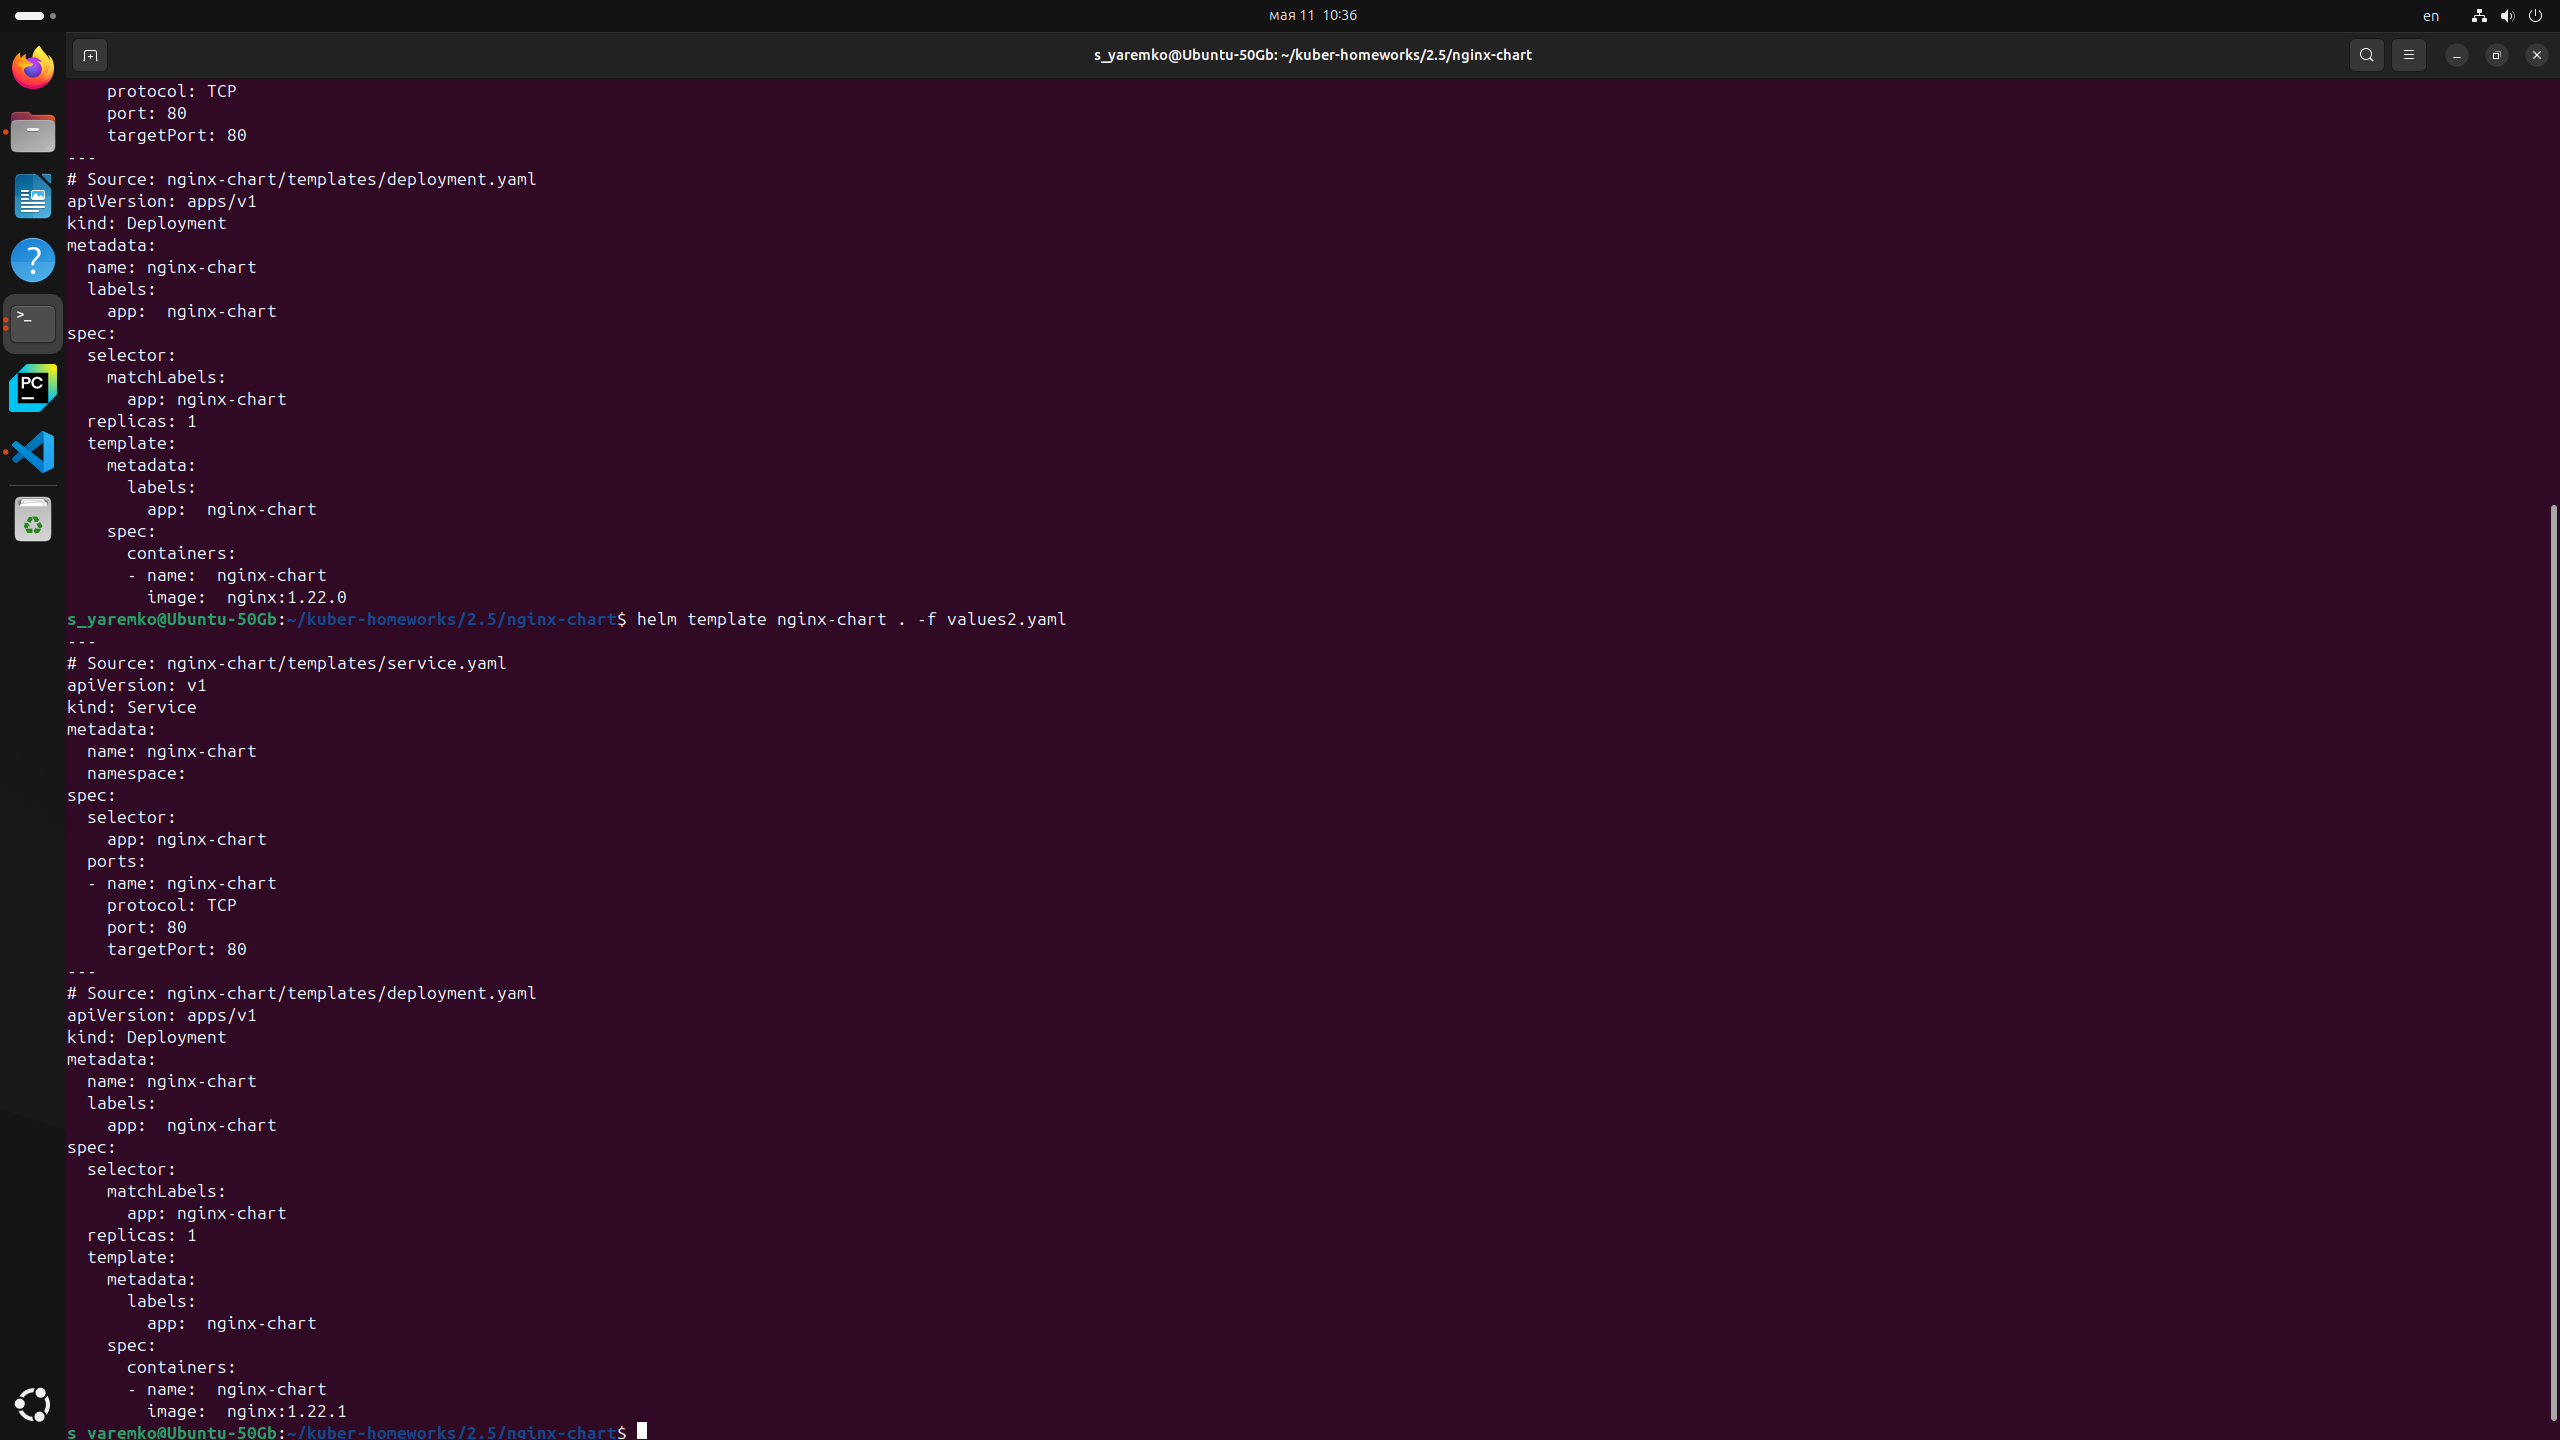 мая 11 10:36
en
s_yaremko@Ubuntu-50Gb: ~/kuber-homeworks/2.5/nginx-chart
    protocol: TCP
    port: 80
    targetPort: 80
---
# Source: nginx-chart/templates/deployment.yaml
apiVersion: apps/v1
kind: Deployment
metadata:
  name: nginx-chart
  labels:
    app:  nginx-chart
spec:
  selector:
    matchLabels:
      app: nginx-chart
  replicas: 1
  template:
    metadata:
      labels:
        app:  nginx-chart
    spec:
      containers:
      - name:  nginx-chart
        image:  nginx:1.22.0
s_yaremko@Ubuntu-50Gb:~/kuber-homeworks/2.5/nginx-chart$ helm template nginx-chart . -f values2.yaml
---
# Source: nginx-chart/templates/service.yaml
apiVersion: v1
kind: Service
metadata:
  name: nginx-chart
  namespace:
spec:
  selector:
    app: nginx-chart
  ports:
  - name: nginx-chart
    protocol: TCP
    port: 80
    targetPort: 80
---
# Source: nginx-chart/templates/deployment.yaml
apiVersion: apps/v1
kind: Deployment
metadata:
  name: nginx-chart
  labels:
    app:  nginx-chart
spec:
  selector:
    matchLabels:
      app: nginx-chart
  replicas: 1
  template:
    metadata:
      labels:
        app:  nginx-chart
    spec:
      containers:
      - name:  nginx-chart
        image:  nginx:1.22.1
s_yaremko@Ubuntu-50Gb:~/kuber-homeworks/2.5/nginx-chart$
>_
PC